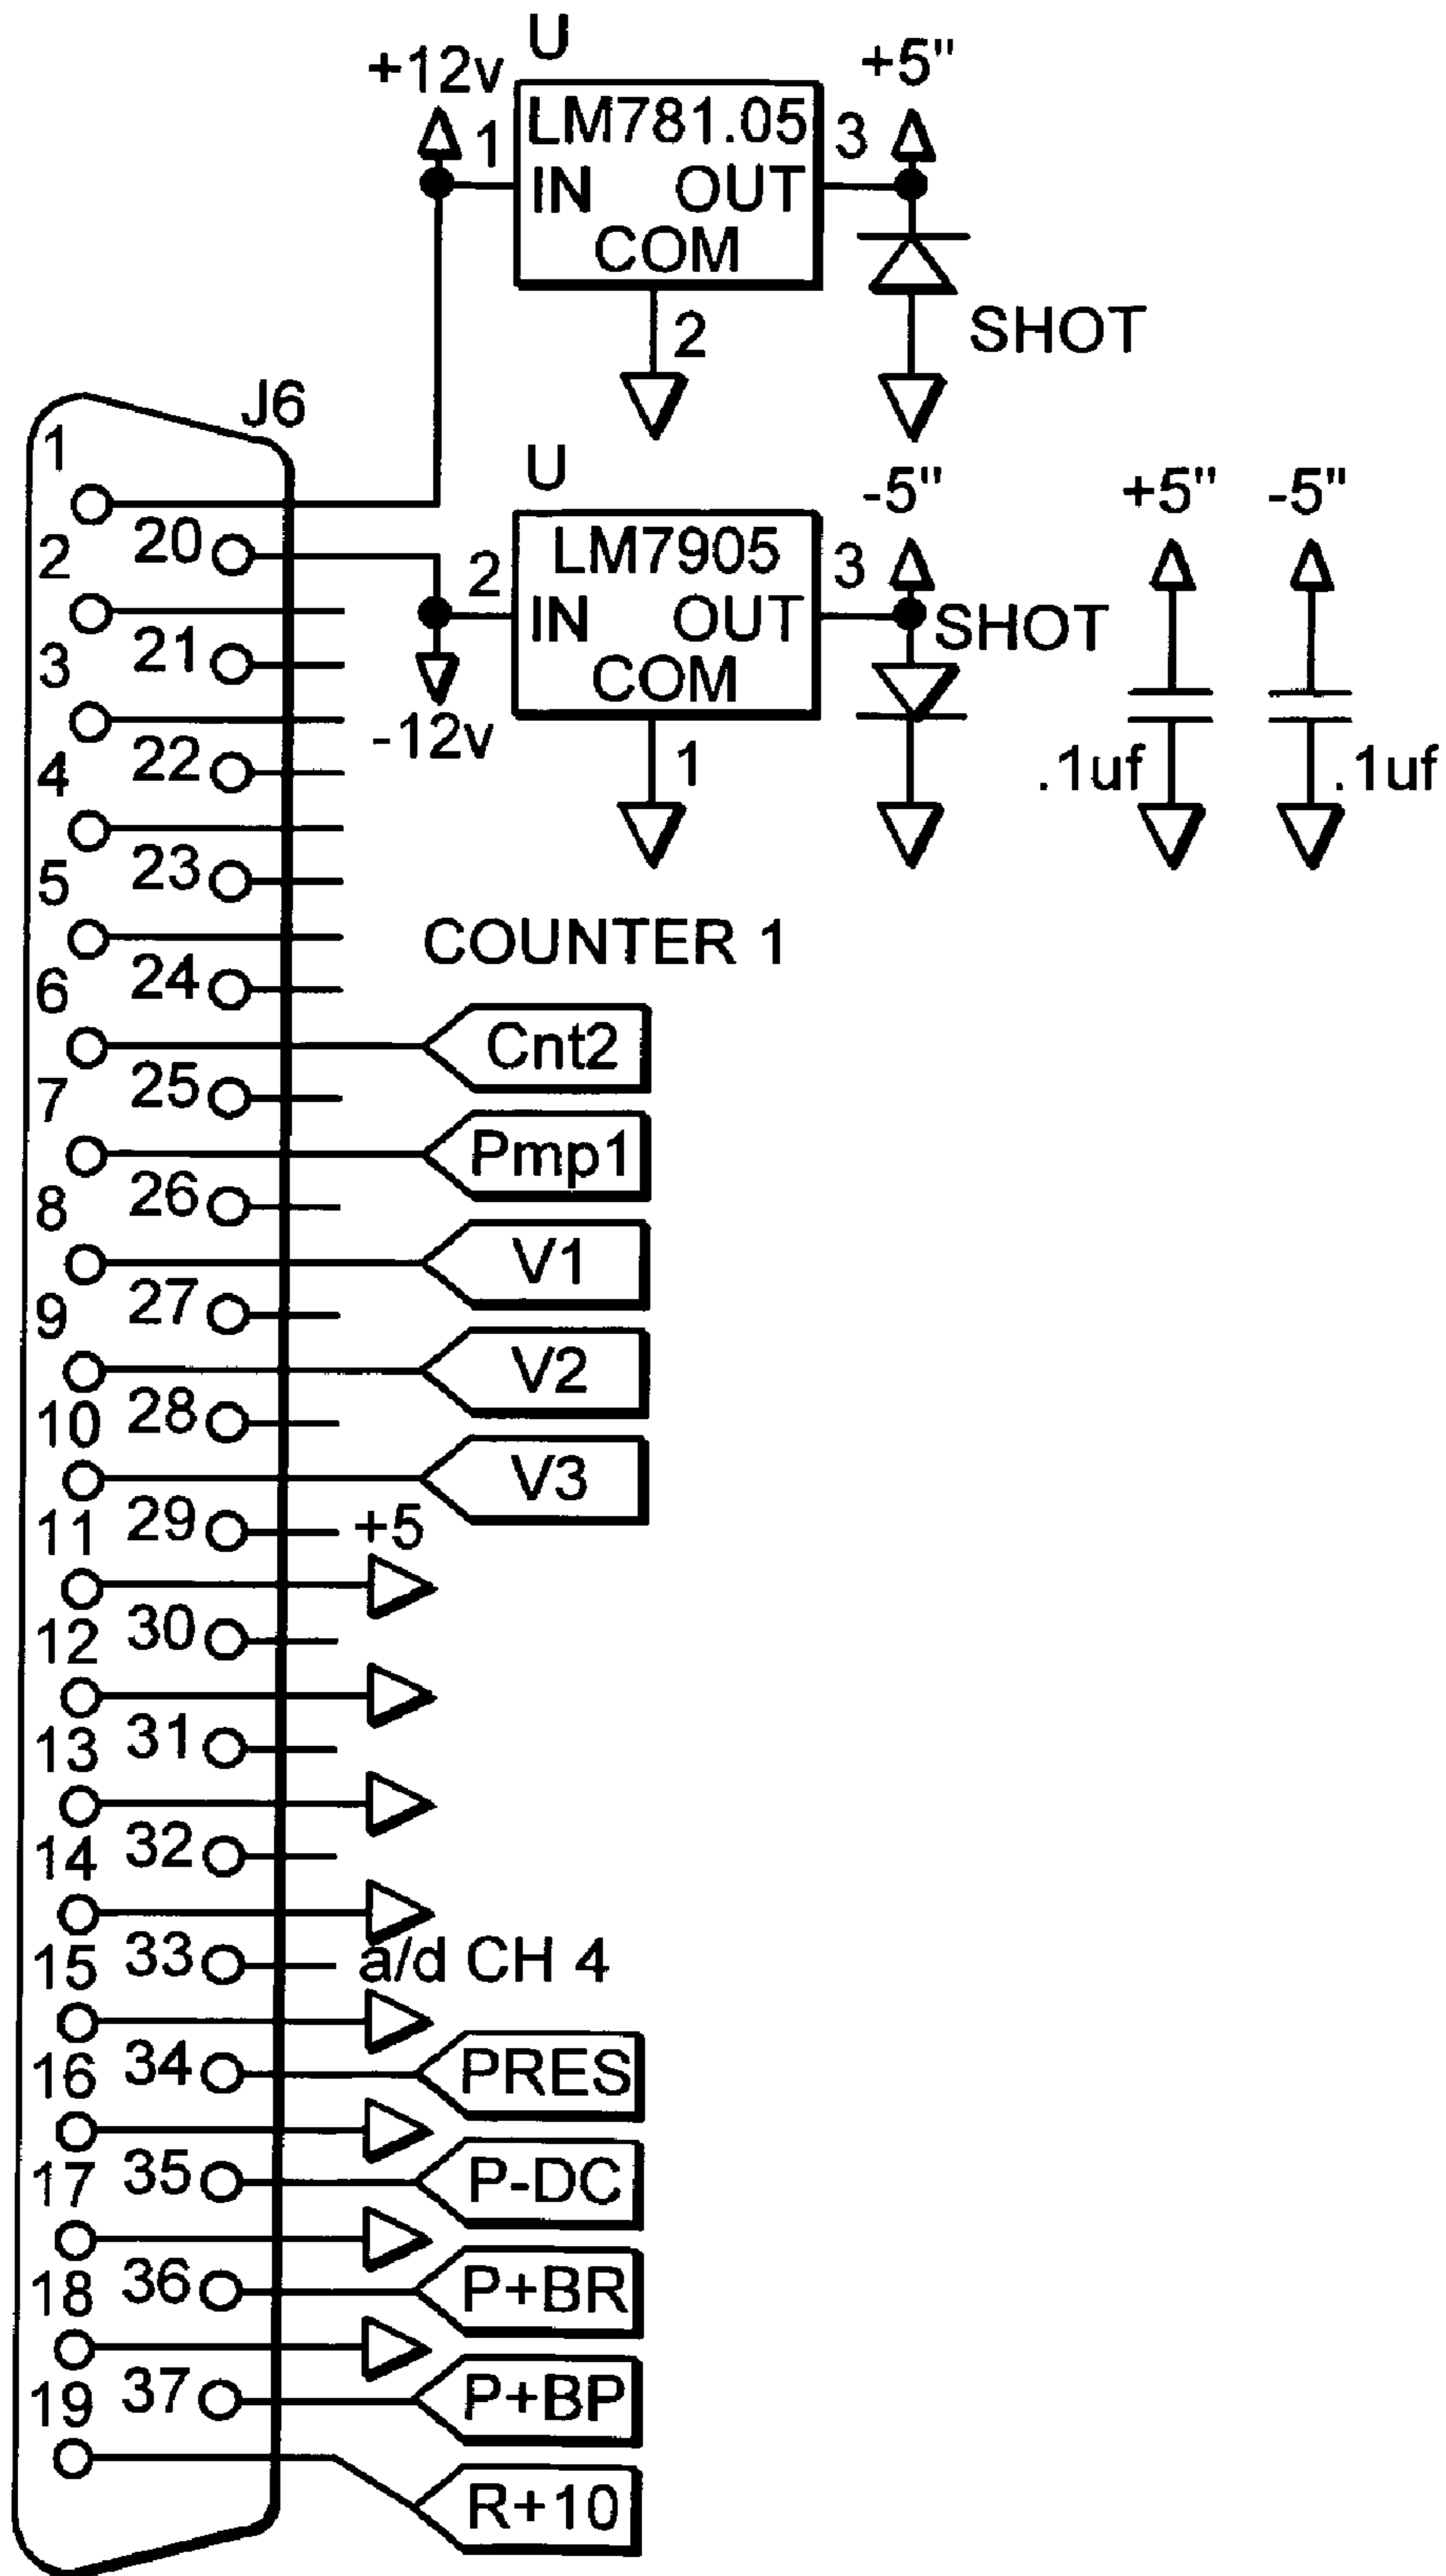 U
+12v
+5"
LM781.05
1
3
IN OUT
COM
2
SHOT
J6
U
-5"
+5"
-5"
LM7905
2
3
IN OUT
SHOT
COM
-12v
1
.1uf
.1uf
1
20
2
21
3
22
4
23
5
24
COUNTER 1
6
Cnt2
25
7
Pmp1
26
8
V1
27
9
V2
28
10
V3
29
+5
11
30
12
31
13
32
14
33
a/d CH 4
15
34
PRES
16
35
P-DC
17
36
P+BR
18
37
P+BP
19
R+10